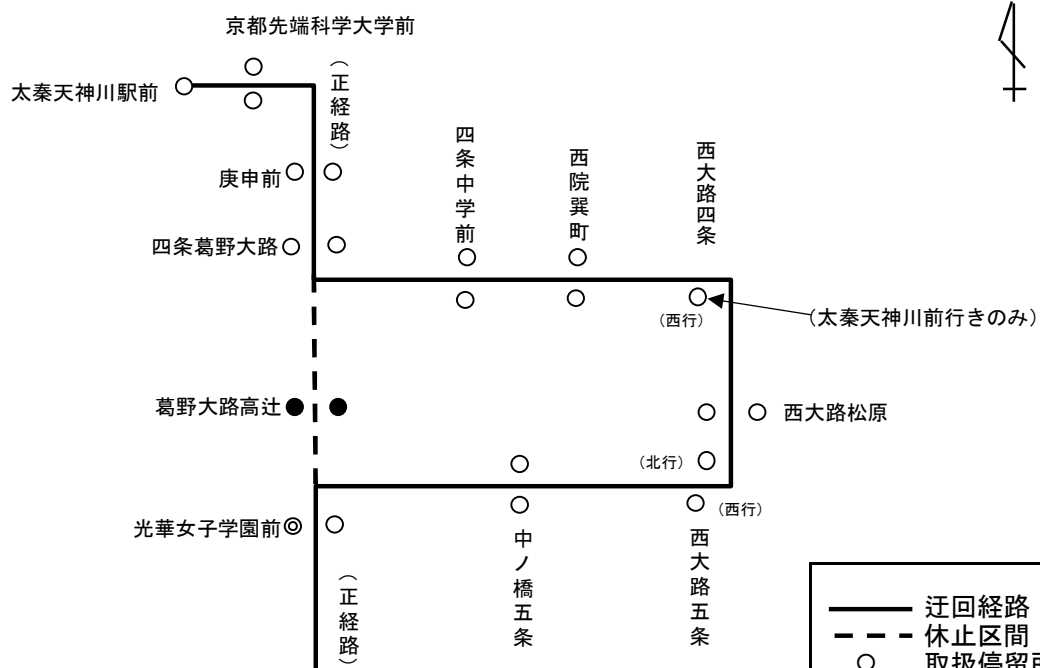 京都先端科学大学前
太秦天神川駅前
（正経路）
庚申前
四条葛野大路
四条中学前
西院巽町
西大路四条
（西行）
（太秦天神川前行きのみ）
葛野大路高辻
西大路松原
（北行）
（西行）
光華女子学園前
（正経路）
中ノ橋五条
西大路五条
迂回経路
休止区間
取扱停留所